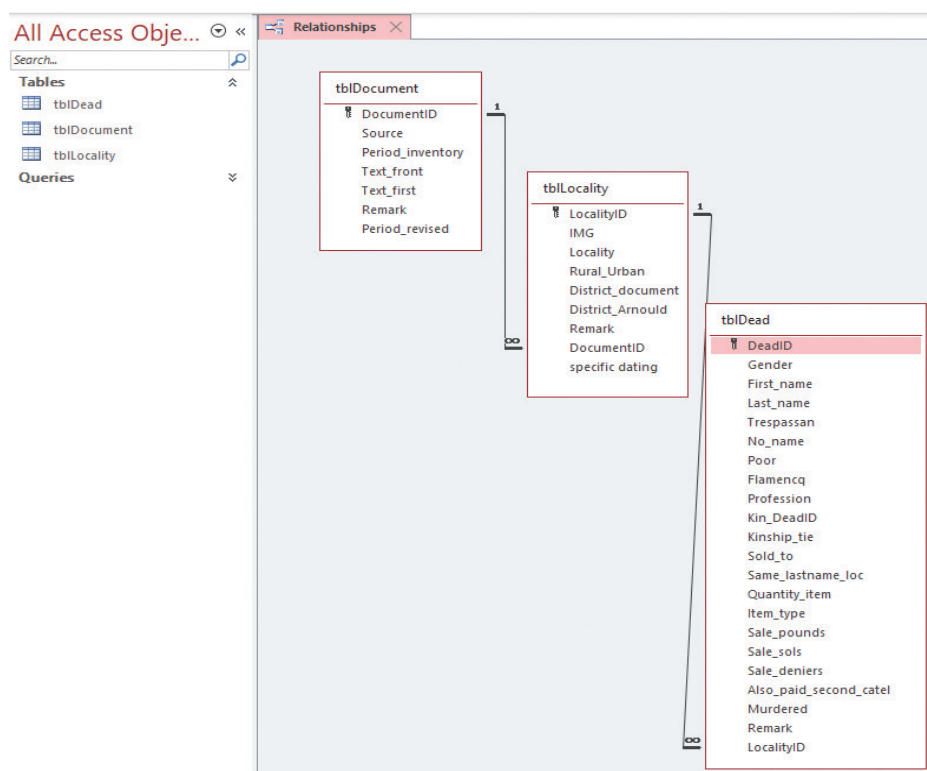 All Access Obje...
Search...
Tables
tblDead
tblDocument
tblLocality
Queries
Relationships
tblDocument
DocumentID
Source
Period_inventory
Text_front
Text_first
Remark
Period_revised
1
∞
tblLocality
LocalityID
IMG
Locality
Rural_Urban
District_document
District_Arnould
Remark
DocumentID
specific dating
1
∞
tblDead
DeadID
Gender
First_name
Last_name
Trespassan
No_name
Poor
Flamencq
Profession
Kin_DeadID
Kinship_tie
Sold_to
Same_lastname_loc
Quantity_item
Item_type
Sale_pounds
Sale_sols
Sale_deniers
Also_paid_second_catel
Murdered
Remark
LocalityID